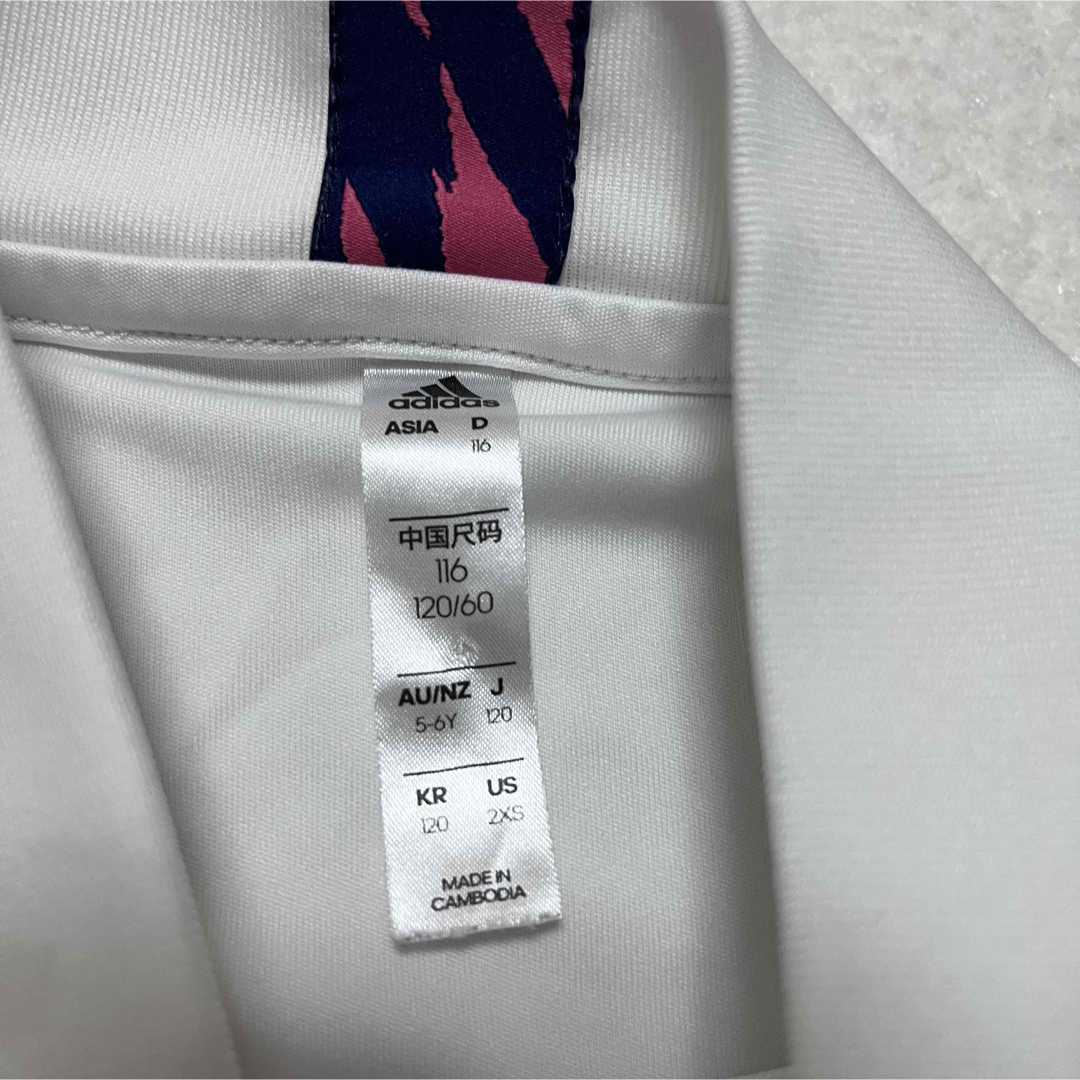 adidas
ASIA D
116
中国尺码
116
120/60
AU/NZ J
5-6Y 120
KR US
120 2XS
MADE IN
CAMBODIA